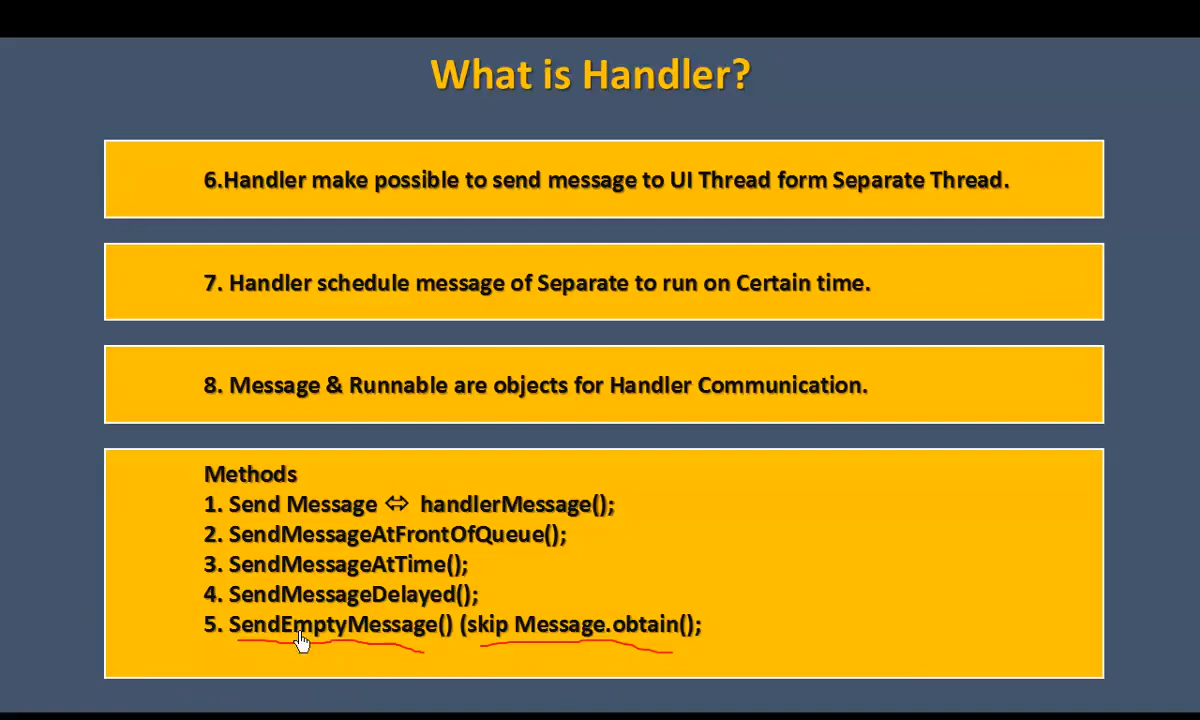 What is Handler?
6.Handler make possible to send message to UI Thread form Separate Thread.
7. Handler schedule message of Separate to run on Certain time.
8. Message & Runnable are objects for Handler Communication.
Methods
1. Send Message ⇔ handlerMessage();
2. SendMessageAtFrontOfQueue();
3. SendMessageAtTime();
4. SendMessageDelayed();
5. SendEmptyMessage() (skip Message.obtain();